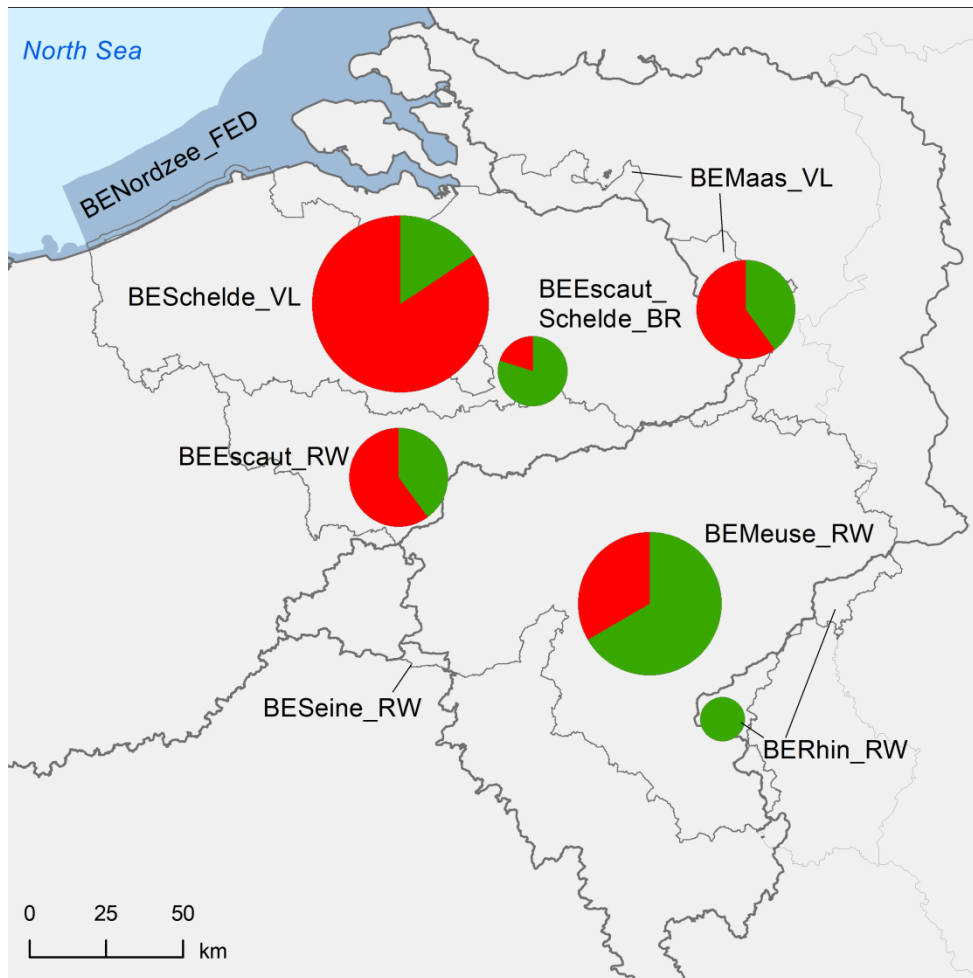 North Sea
BENordzee_FED
BEMaas_VL
BESchelde_VL
BEEscaut_
Schelde_BR
BEEscaut_RW
BEMeuse_RW
BESeine_RW
BERhin_RW
0 25 50
km